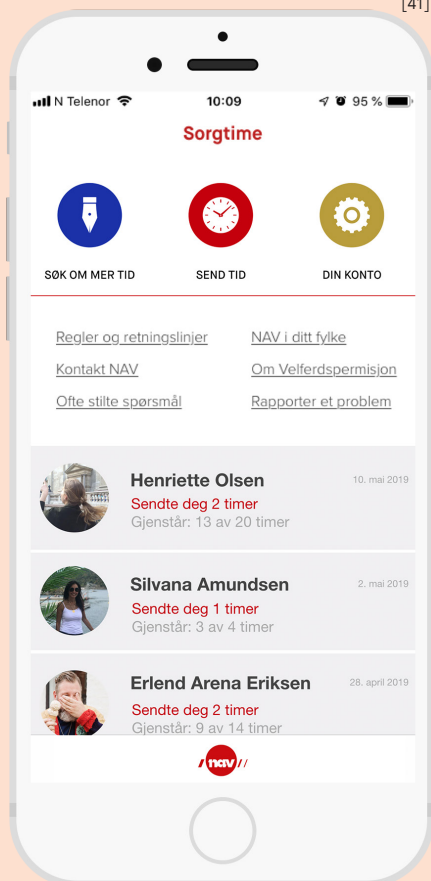 [41]
N Telenor 10:09 95 %
Sorgtime
SØK OM MER TID SEND TID DIN KONTO
Regler og retningslinjer NAV i ditt fylke
Kontakt NAV Om Velferdspermisjon
Ofte stilte spørsmål Rapporter et problem
Henriette Olsen 10. mai 2019
Sendte deg 2 timer
Gjenstår: 13 av 20 timer
Silvana Amundsen 2. mai 2019
Sendte deg 1 timer
Gjenstår: 3 av 4 timer
Erlend Arena Eriksen 28. april 2019
Sendte deg 2 timer
Gjenstår: 9 av 14 timer
nav